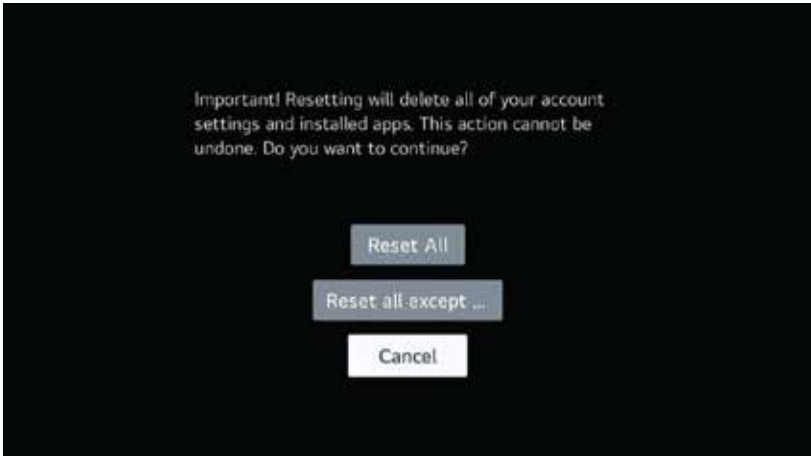 Important! Resetting will delete all of your account
settings and installed apps. This action cannot be
undone. Do you want to continue?
Reset All
Reset all except ...
Cancel